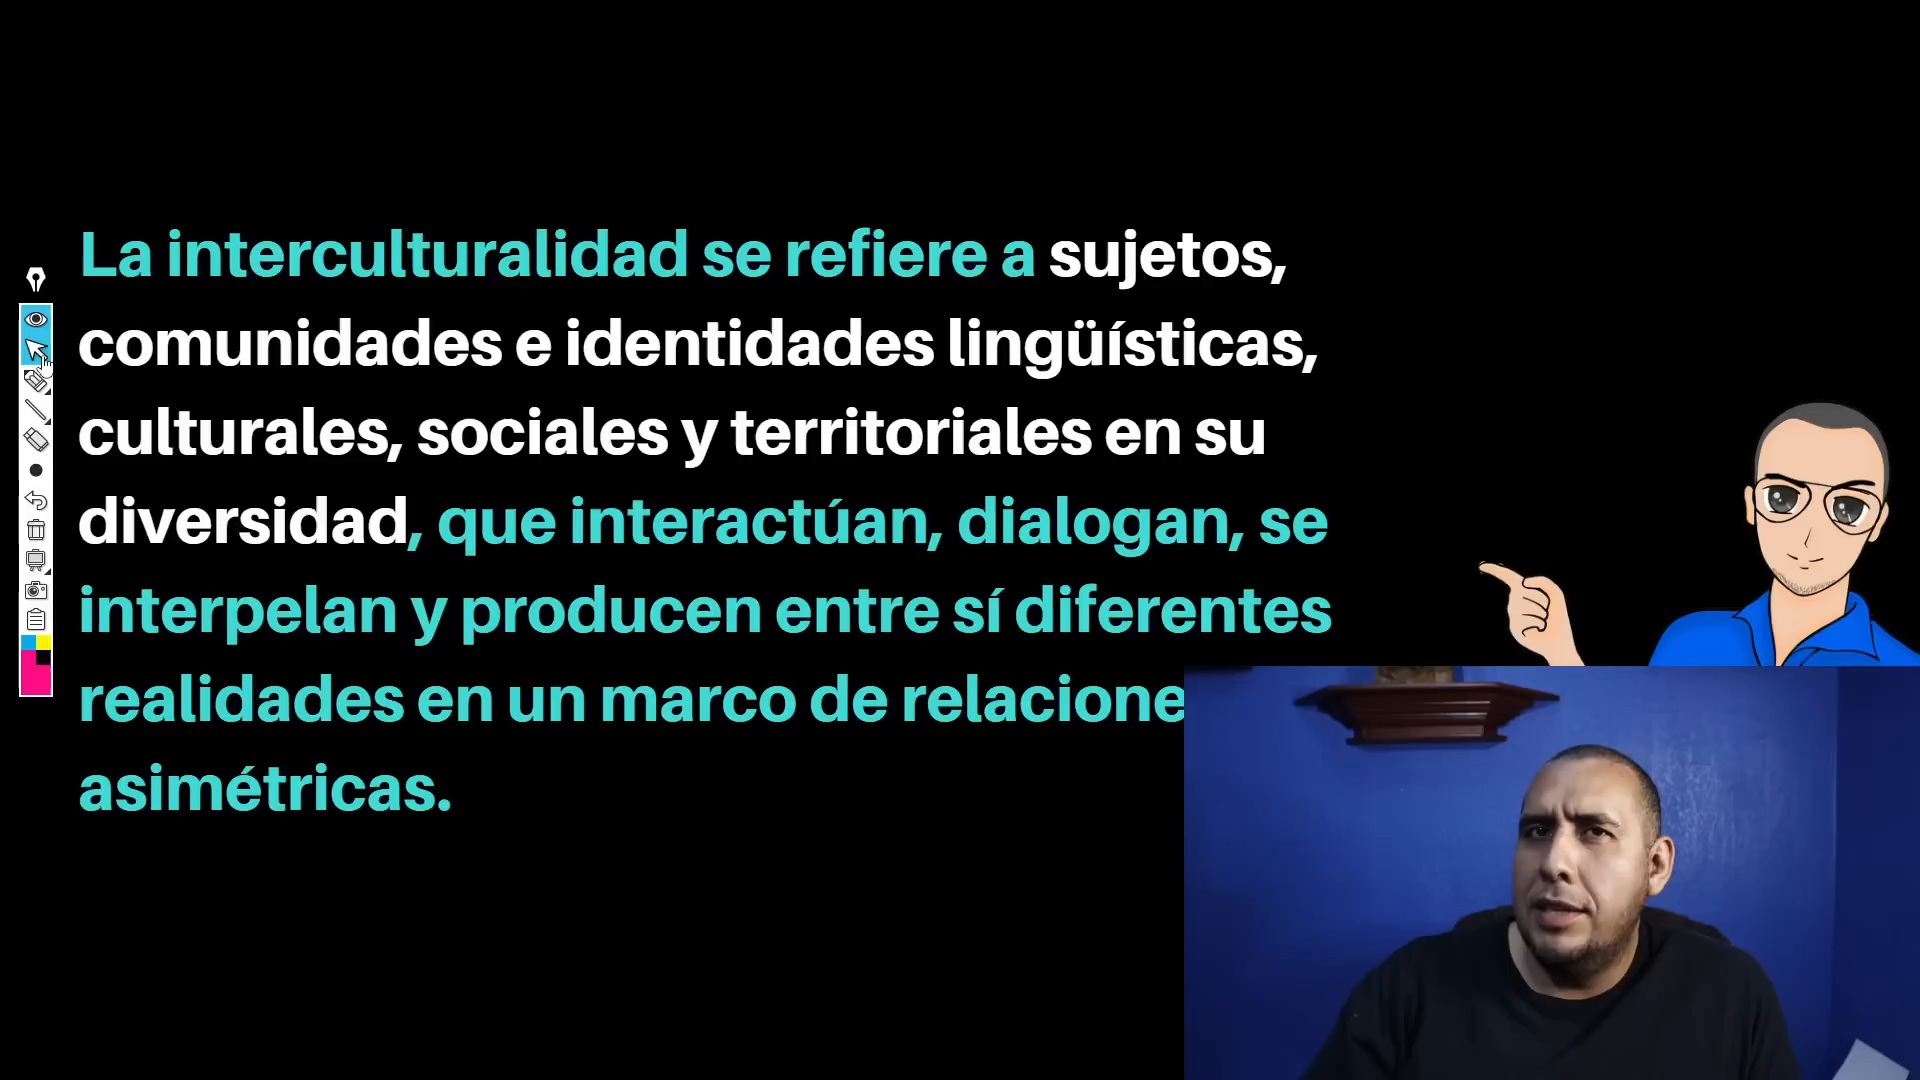 La interculturalidad se refiere a sujetos,
comunidades e identidades lingüísticas,
culturales, sociales y territoriales en su
diversidad, que interactúan, dialogan, se
interpelan y producen entre sí diferentes
realidades en un marco de relacione
asimétricas.